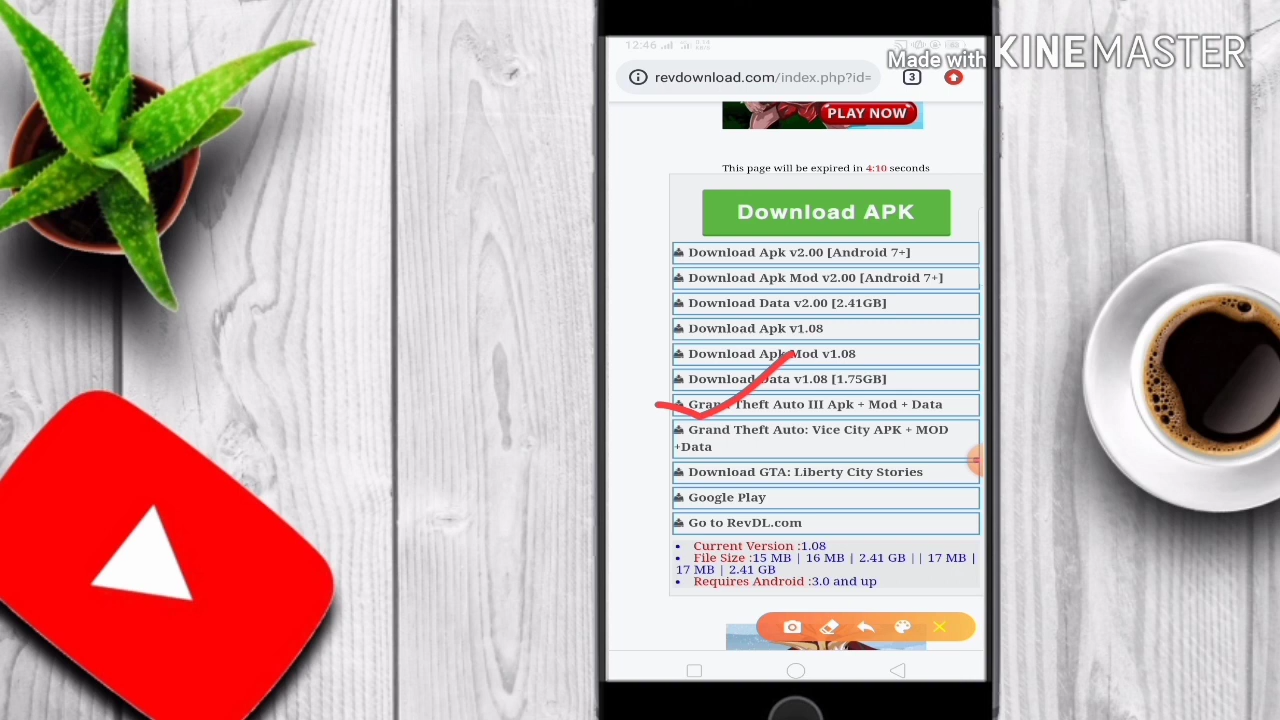 12:46
Made with KINEMASTER
revdownload.com/index.php?id=
3
PLAY NOW
This page will be expired in 4:10 seconds
Download APK
Download Apk v2.00 [Android 7+]
Download Apk Mod v2.00 [Android 7+]
Download Data v2.00 [2.41GB]
Download Apk v1.08
Download Apk Mod v1.08
Download Data v1.08 [1.75GB]
Grand Theft Auto III Apk + Mod + Data
Grand Theft Auto: Vice City APK + MOD
+Data
Download GTA: Liberty City Stories
Google Play
Go to RevDL.com
Current Version :1.08
File Size :15 MB | 16 MB | 2.41 GB || 17 MB |
17 MB | 2.41 GB
Requires Android :3.0 and up